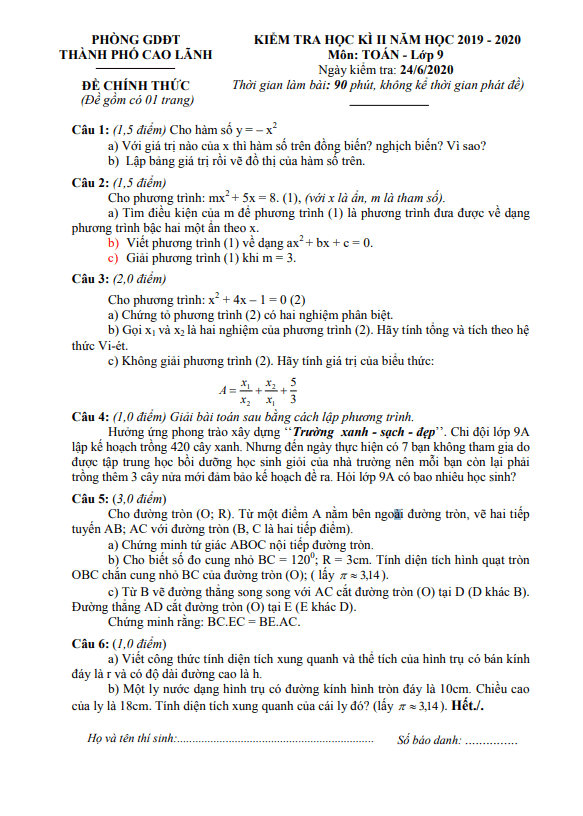 PHÒNG GDĐT
THÀNH PHỐ CAO LÃNH
ĐỀ CHÍNH THỨC
(Đề gồm có 01 trang)
KIỂM TRA HỌC KÌ II NĂM HỌC 2019 - 2020
Môn: TOÁN - Lớp 9
Ngày kiểm tra: 24/6/2020
Thời gian làm bài: 90 phút, không kể thời gian phát đề)
Câu 1: (1,5 điểm) Cho hàm số y = – x²
a) Với giá trị nào của x thì hàm số trên đồng biến? nghịch biến? Vì sao?
b) Lập bảng giá trị rồi vẽ đồ thị của hàm số trên.
Câu 2: (1,5 điểm)
Cho phương trình: mx² + 5x = 8. (1), (với x là ẩn, m là tham số).
a) Tìm điều kiện của m để phương trình (1) là phương trình đưa được về dạng
phương trình bậc hai một ẩn theo x.
b) Viết phương trình (1) về dạng ax² + bx + c = 0.
c) Giải phương trình (1) khi m = 3.
Câu 3: (2,0 điểm)
Cho phương trình: x² + 4x – 1 = 0 (2)
a) Chứng tỏ phương trình (2) có hai nghiệm phân biệt.
b) Gọi x₁ và x₂ là hai nghiệm của phương trình (2). Hãy tính tổng và tích theo hệ
thức Vi-ét.
c) Không giải phương trình (2). Hãy tính giá trị của biểu thức:
A = x₁/x₂ + x₂/x₁ + 5/3
Câu 4: (1,0 điểm) Giải bài toán sau bằng cách lập phương trình.
Hưởng ứng phong trào xây dựng ‘‘Trường xanh - sạch - đẹp’’. Chi đội lớp 9A
lập kế hoạch trồng 420 cây xanh. Nhưng đến ngày thực hiện có 7 bạn không tham gia do
được tập trung học bồi dưỡng học sinh giỏi của nhà trường nên mỗi bạn còn lại phải
trồng thêm 3 cây nữa mới đảm bảo kế hoạch đề ra. Hỏi lớp 9A có bao nhiêu học sinh?
Câu 5: (3,0 điểm)
Cho đường tròn (O; R). Từ một điểm A nằm bên ngoài đường tròn, vẽ hai tiếp
tuyến AB; AC với đường tròn (B, C là hai tiếp điểm).
a) Chứng minh tứ giác ABOC nội tiếp đường tròn.
b) Cho biết số đo cung nhỏ BC = 120⁰; R = 3cm. Tính diện tích hình quạt tròn
OBC chắn cung nhỏ BC của đường tròn (O); ( lấy π ≈ 3,14 ).
c) Từ B vẽ đường thẳng song song với AC cắt đường tròn (O) tại D (D khác B).
Đường thẳng AD cắt đường tròn (O) tại E (E khác D).
Chứng minh rằng: BC.EC = BE.AC.
Câu 6: (1,0 điểm)
a) Viết công thức tính diện tích xung quanh và thể tích của hình trụ có bán kính
đáy là r và có độ dài đường cao là h.
b) Một ly nước dạng hình trụ có đường kính hình tròn đáy là 10cm. Chiều cao
của ly là 18cm. Tính diện tích xung quanh của cái ly đó? (lấy π ≈ 3,14 ). Hết./.
Họ và tên thí sinh:.................................................................... Số báo danh: ...............